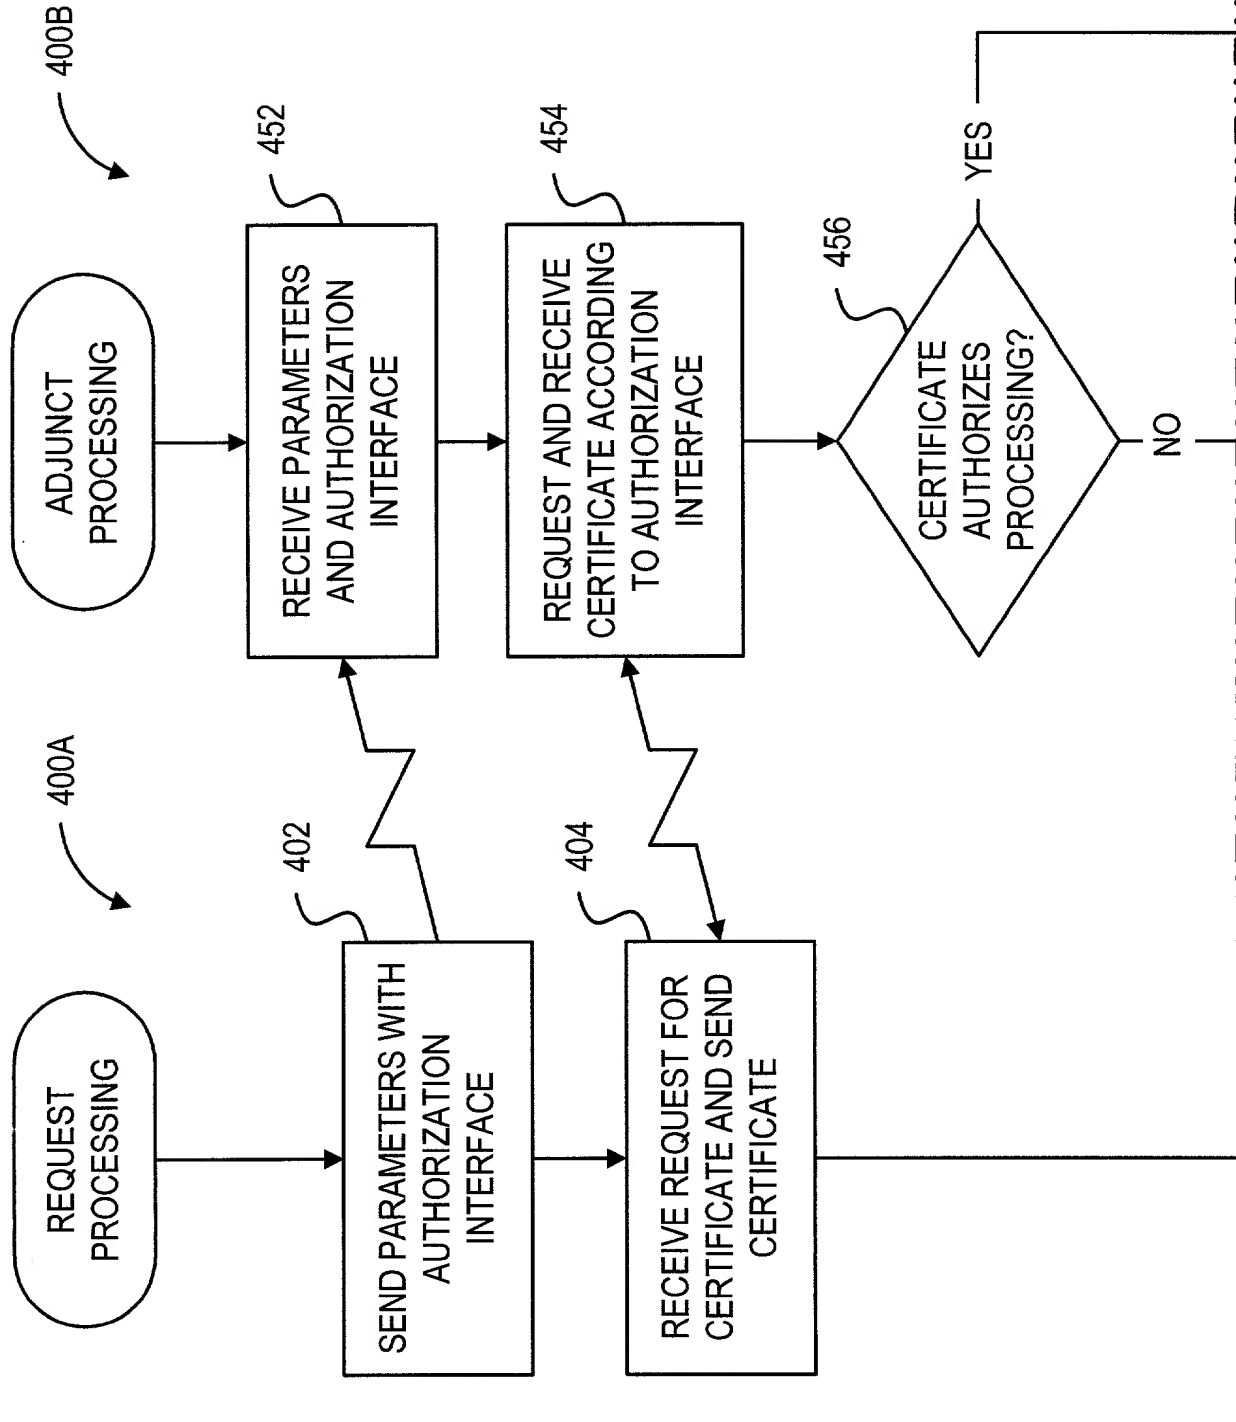 400A
REQUEST
PROCESSING
402
SEND PARAMETERS WITH
AUTHORIZATION
INTERFACE
404
RECEIVE REQUEST FOR
CERTIFICATE AND SEND
CERTIFICATE
400B
ADJUNCT
PROCESSING
452
RECEIVE PARAMETERS
AND AUTHORIZATION
INTERFACE
454
REQUEST AND RECEIVE
CERTIFICATE ACCORDING
TO AUTHORIZATION
INTERFACE
456
CERTIFICATE
AUTHORIZES
PROCESSING?
YES
NO